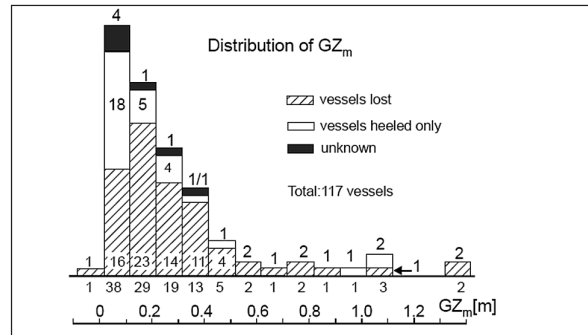 4
Distribution of GZm
1
18
5
vessels lost
vessels heeled only
unknown
1
4
1/1
Total:117 vessels
1
1 16 23 14 11 4 2 1 2 1 1 2 1 2
1 38 29 19 13 5 2 1 2 1 1 3 2
0 0.2 0.4 0.6 0.8 1.0 1.2 GZm[m]